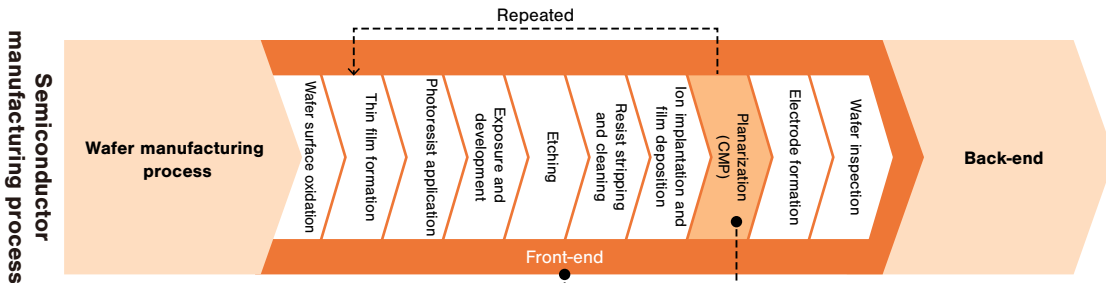 Repeated
Semiconductor
manufacturing process
Wafer manufacturing
process
Wafer surface oxidation
Thin film formation
Photoresist application
Exposure and
development
Etching
Resist stripping
and cleaning
Ion implantation and
film deposition
Planarization
(CMP)
Electrode formation
Wafer inspection
Back-end
Front-end